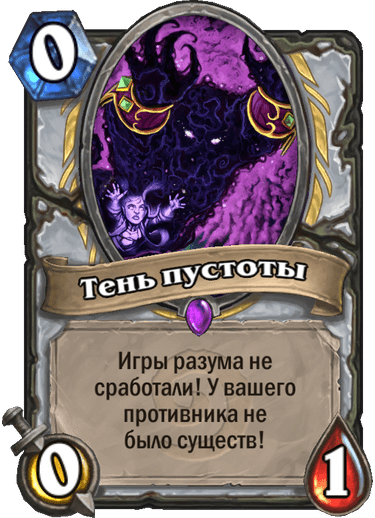 0
Тень пустоты
Игры разума не
сработали! У вашего
противника не
было существ!
0
1